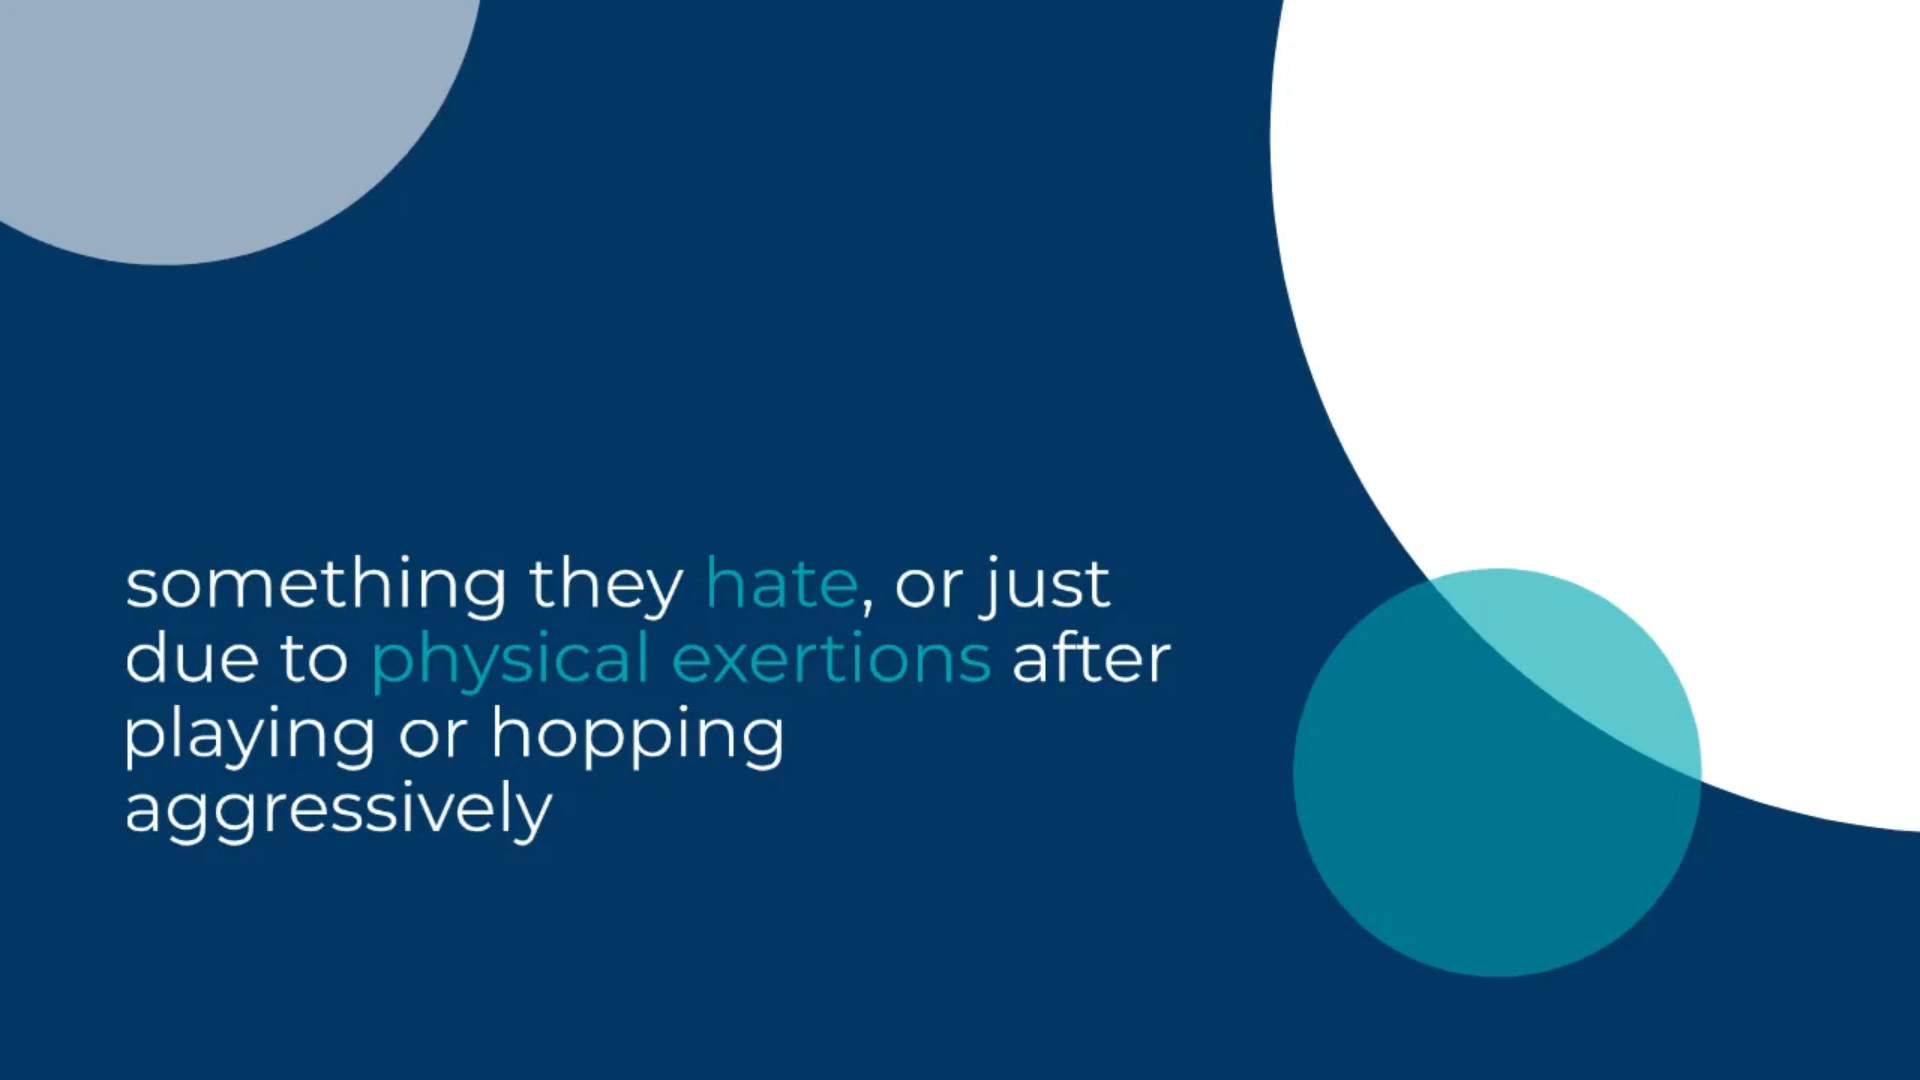 something they hate, or just
due to physical exertions after
playing or hopping
aggressively